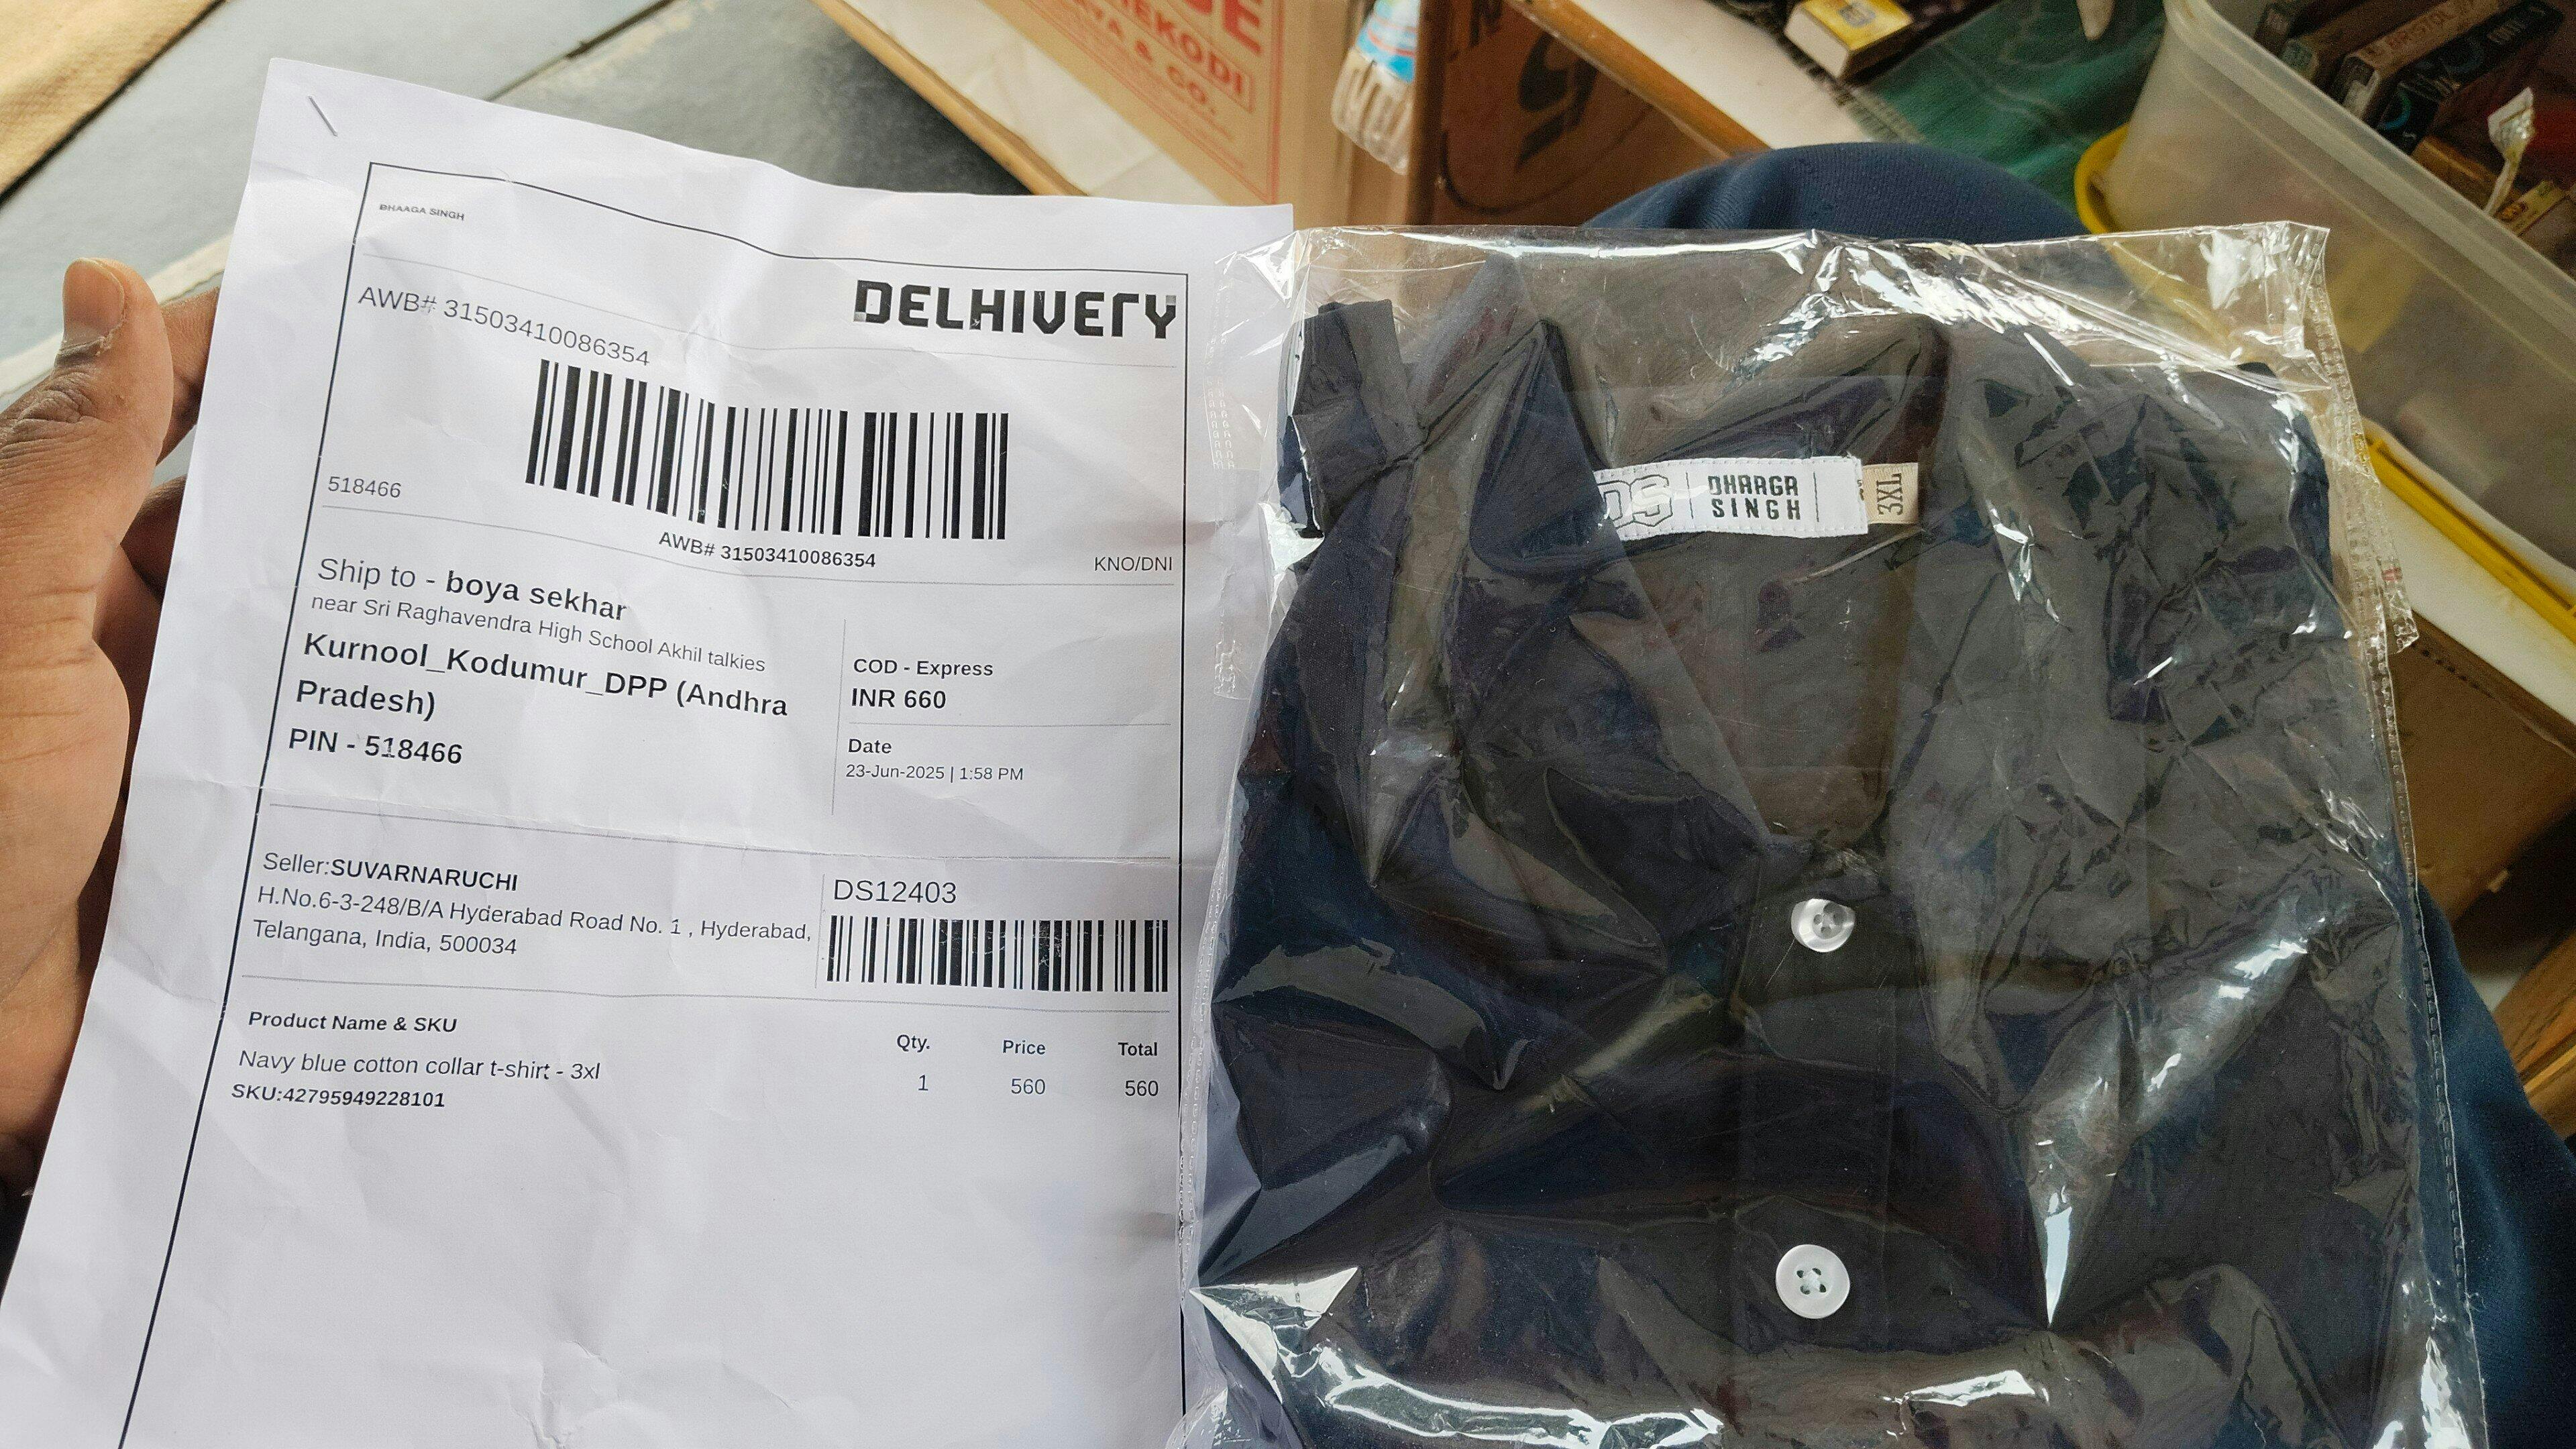 BHAAGA SINGH
AWB# 31503410086354
DELHIVERY
518466
AWB# 31503410086354
KNO/DNI
Ship to - boya sekhar
near Sri Raghavendra High School Akhil talkies
Kurnool_Kodumur_DPP (Andhra
Pradesh)
PIN - 518466
COD - Express
INR 660
Date
23-Jun-2025 | 1:58 PM
Seller:SUVARNARUCHI
H.No.6-3-248/B/A Hyderabad Road No. 1 , Hyderabad,
Telangana, India, 500034
DS12403
Product Name & SKU Qty. Price Total
Navy blue cotton collar t-shirt - 3xl 1 560 560
SKU:42795949228101
DS
DHARGA
SINGH
3XL
& CO.